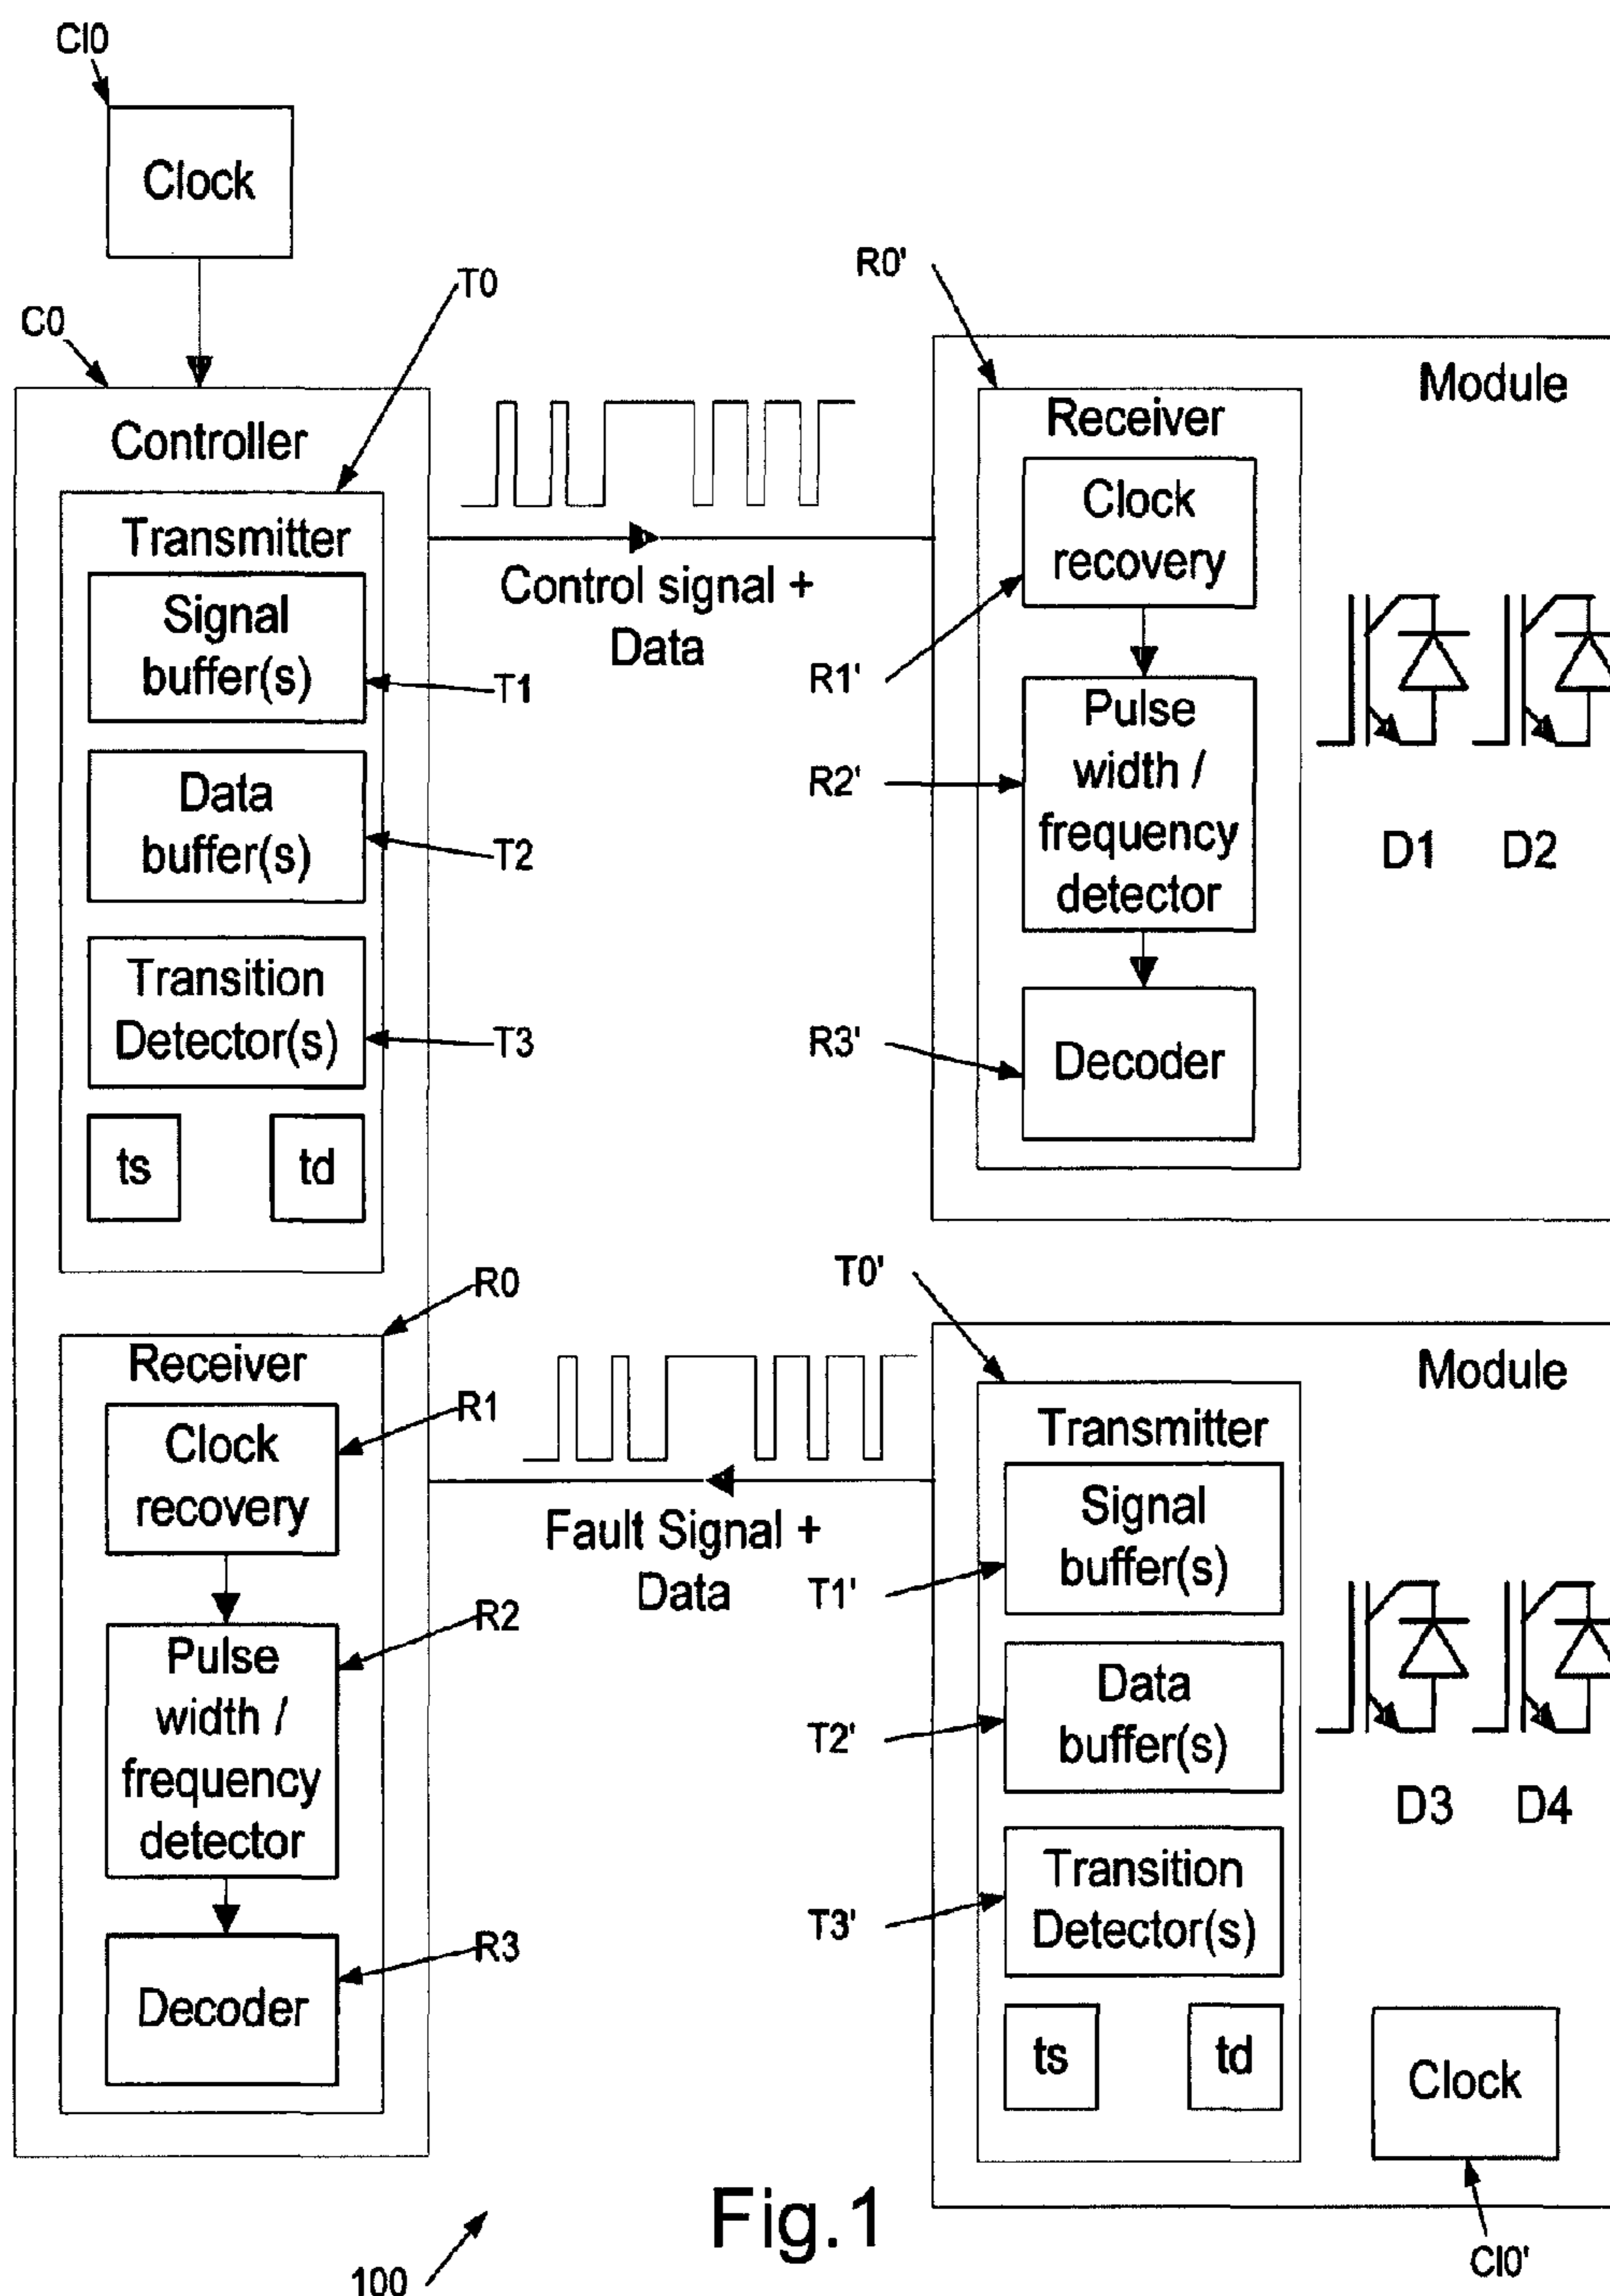 Cl0
Clock
T0
R0'
C0
Controller
Module
Receiver
Transmitter
Clock
recovery
Signal
buffer(s)
Control signal +
Data
R1'
T1
Pulse
width /
frequency
detector
R2'
Data
buffer(s)
T2
D1
D2
Transition
Detector(s)
T3
R3'
Decoder
ts
td
R0
T0'
Receiver
Module
R1
Transmitter
Clock
recovery
Signal
buffer(s)
Fault Signal +
Data
T1'
R2
Pulse
width /
frequency
detector
Data
buffer(s)
T2'
D3
D4
Transition
Detector(s)
T3'
R3
Decoder
ts
td
Clock
Fig.1
Cl0'
100